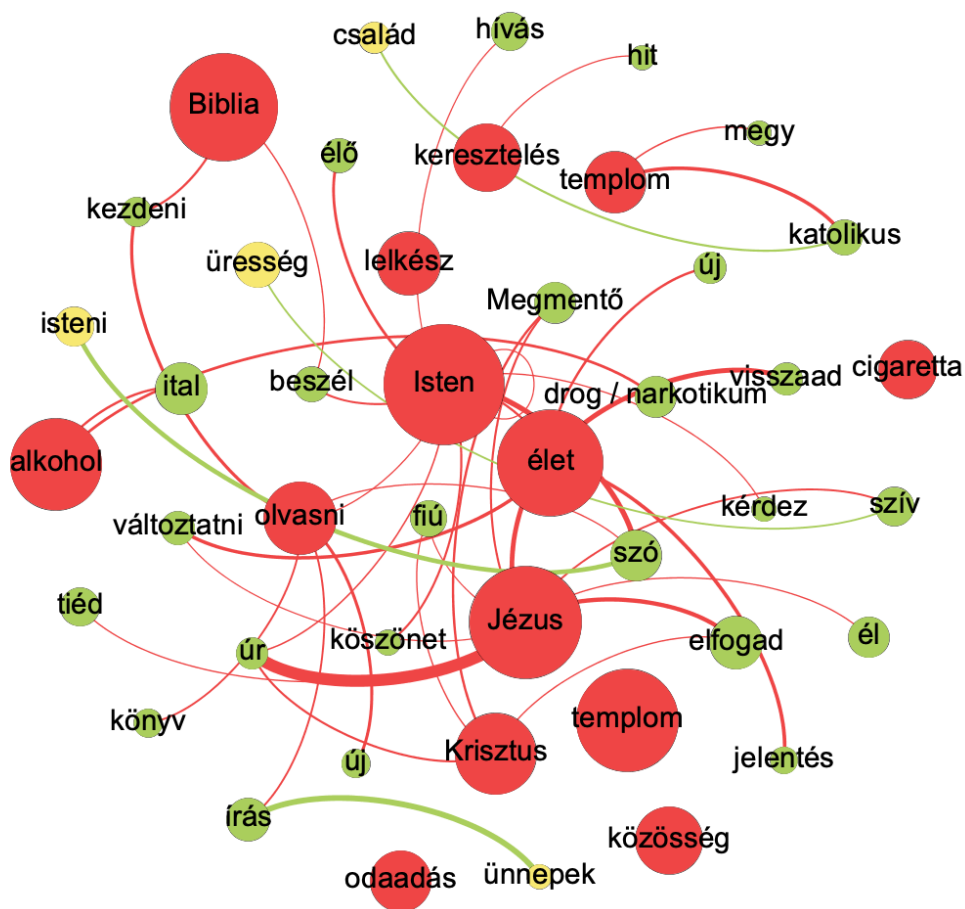 család
hívás
hit
Biblia
megy
élő
keresztelés
templom
kezdeni
katolikus
üresség
lelkész
új
Megmentő
isteni
ital
beszél
Isten
drog / narkotikum
visszaad
cigaretta
alkohol
élet
változtatni
olvasni
fiú
kérdez
szív
szó
tiéd
Jézus
úr
köszönet
elfogad
él
könyv
templom
Krisztus
új
jelentés
írás
közösség
odaadás
ünnepek